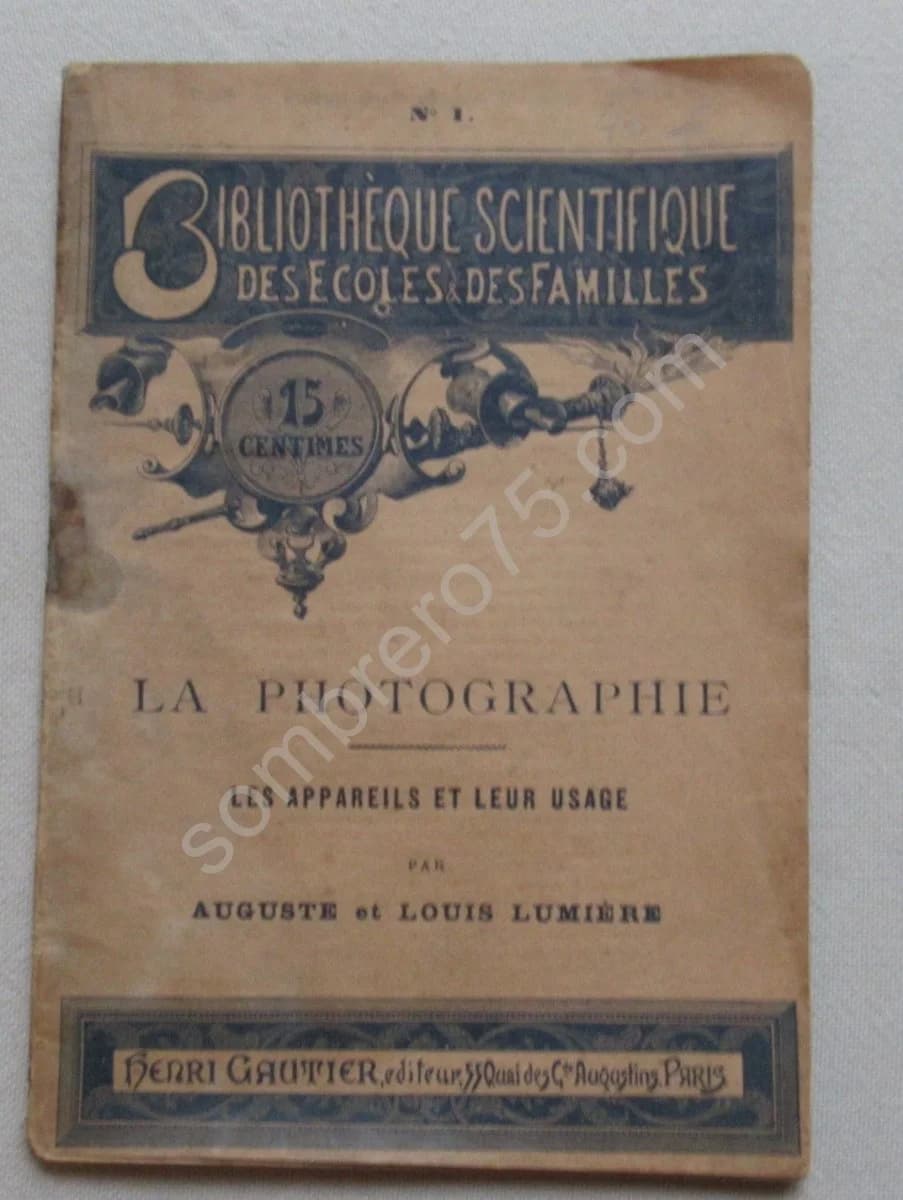 N° 1.
BIBLIOTHÈQUE SCIENTIFIQUE
DES ECOLES & DES FAMILLES
15
CENTIMES
LA PHOTOGRAPHIE
LES APPAREILS ET LEUR USAGE
PAR
AUGUSTE et LOUIS LUMIÈRE
HENRI GAUTIER, editeur, 55 Quai des Gds Augustins, PARIS
sombrero75.com